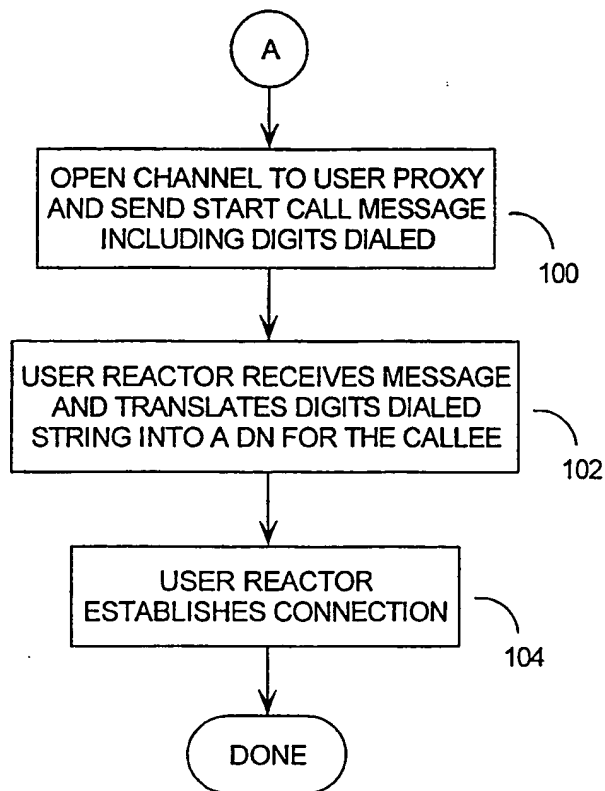 A
OPEN CHANNEL TO USER PROXY
AND SEND START CALL MESSAGE
INCLUDING DIGITS DIALED
100
USER REACTOR RECEIVES MESSAGE
AND TRANSLATES DIGITS DIALED
STRING INTO A DN FOR THE CALLEE
102
USER REACTOR
ESTABLISHES CONNECTION
104
DONE